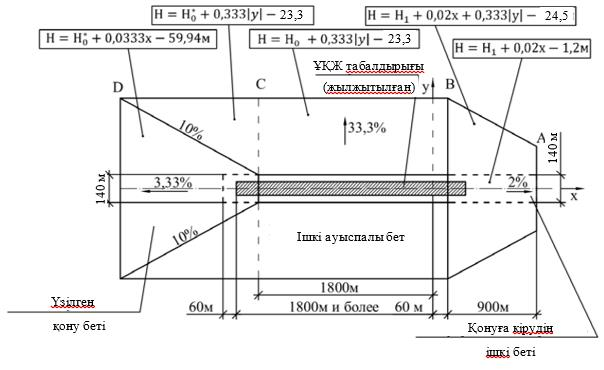 H = H₀″ + 0,333|y| − 23,3
H = H₁ + 0,02x + 0,333|y| − 24,5
H = H₀″ + 0,0333x − 59,94м
H = H₀ + 0,333|y| − 23,3
H = H₁ + 0,02x − 1,2м
ҰҚЖ табалдырығы
(жылжытылған)
y
D
C
B
A
10%
33,3%
140 м
140 м
3,33%
2%
x
10%
Ішкі ауыспалы бет
1800м
Үзілген
қону беті
60м
1800м и более
60 м
900м
Қонуға кірудін
ішкі беті